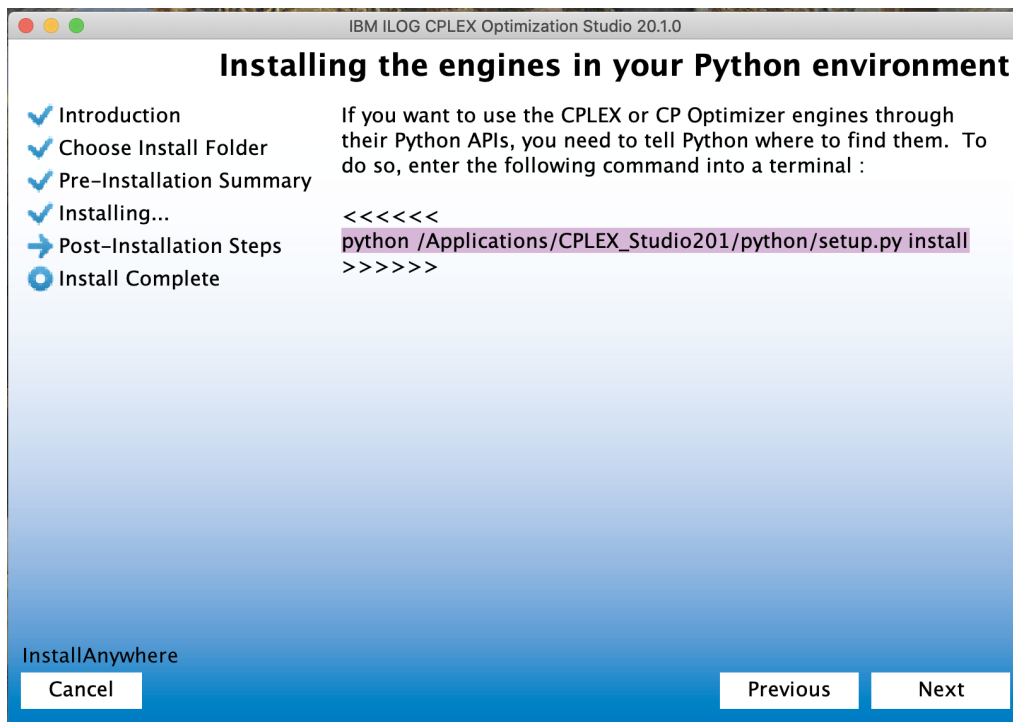 IBM ILOG CPLEX Optimization Studio 20.1.0
Installing the engines in your Python environment
Introduction
Choose Install Folder
Pre-Installation Summary
Installing...
Post-Installation Steps
Install Complete
If you want to use the CPLEX or CP Optimizer engines through
their Python APIs, you need to tell Python where to find them.  To
do so, enter the following command into a terminal :
<<<<<<
python /Applications/CPLEX_Studio201/python/setup.py install
>>>>>>
InstallAnywhere
Cancel
Previous
Next